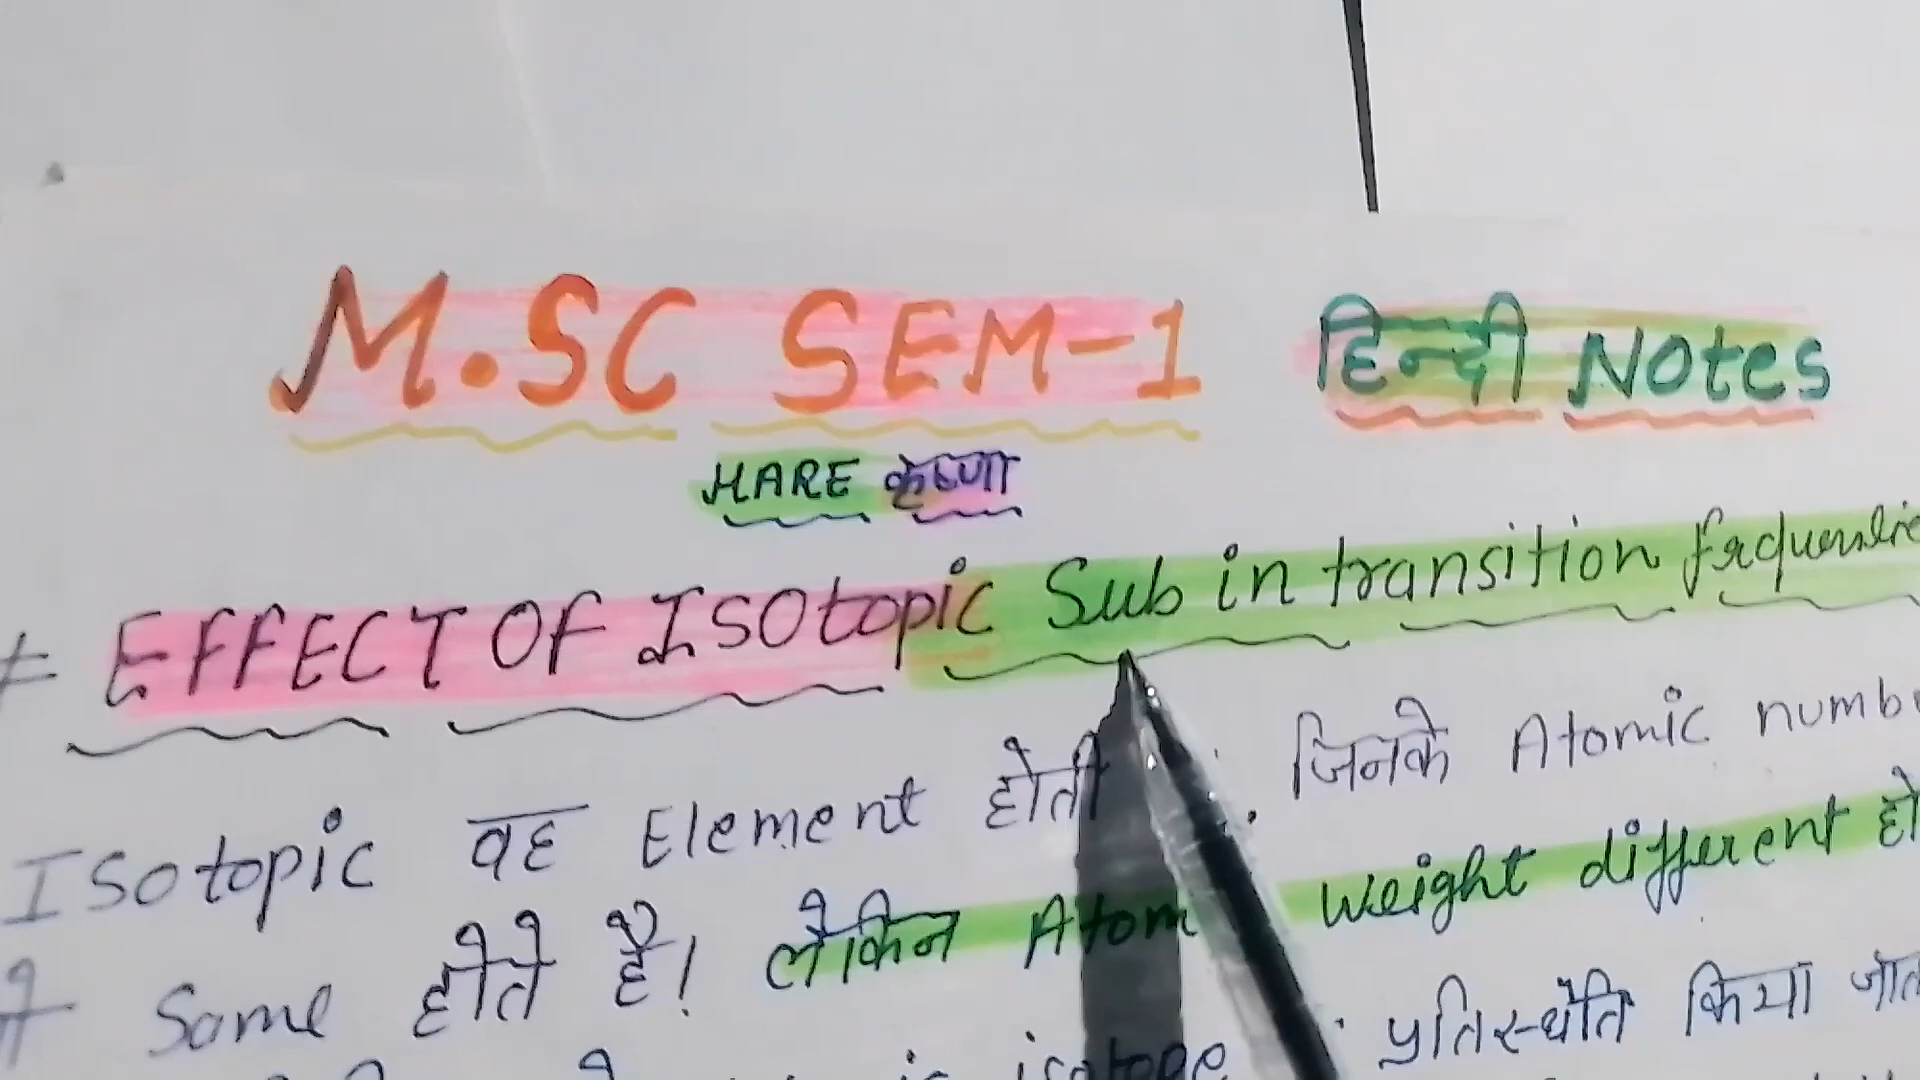 M.SC SEM-1 हिन्दी Notes
HARE कृष्णा
# EFFECT OF Isotopic Sub in transition
Isotopic वह Element होती जिनके Atomic
Same होते है। लेकिन Atom weight different
isotope प्रतिस्थेति किया